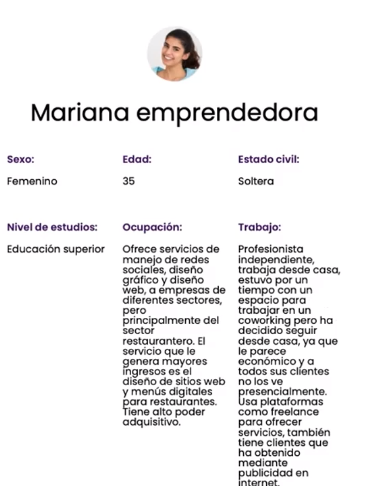 Mariana emprendedora
Sexo:
Femenino
Edad:
35
Estado civil:
Soltera
Nivel de estudios:
Educación superior
Ocupación:
Ofrece servicios de
manejo de redes
sociales, diseño
gráfico y diseño
web, a empresas de
diferentes sectores,
pero
principalmente del
sector
restaurantero. El
servicio que le
genera mayores
ingresos es el
diseño de sitios web
y menús digitales
para restaurantes.
Tiene alto poder
adquisitivo.
Trabajo:
Profesionista
independiente,
trabaja desde casa,
estuvo por un
tiempo con un
espacio para
trabajar en un
coworking pero ha
decidido seguir
desde casa, ya que
le parece
económico y a
todos sus clientes
no los ve
presencialmente.
Usa plataformas
como freelance
para ofrecer
servicios, también
tiene clientes que
ha obtenido
mediante
publicidad en
internet.